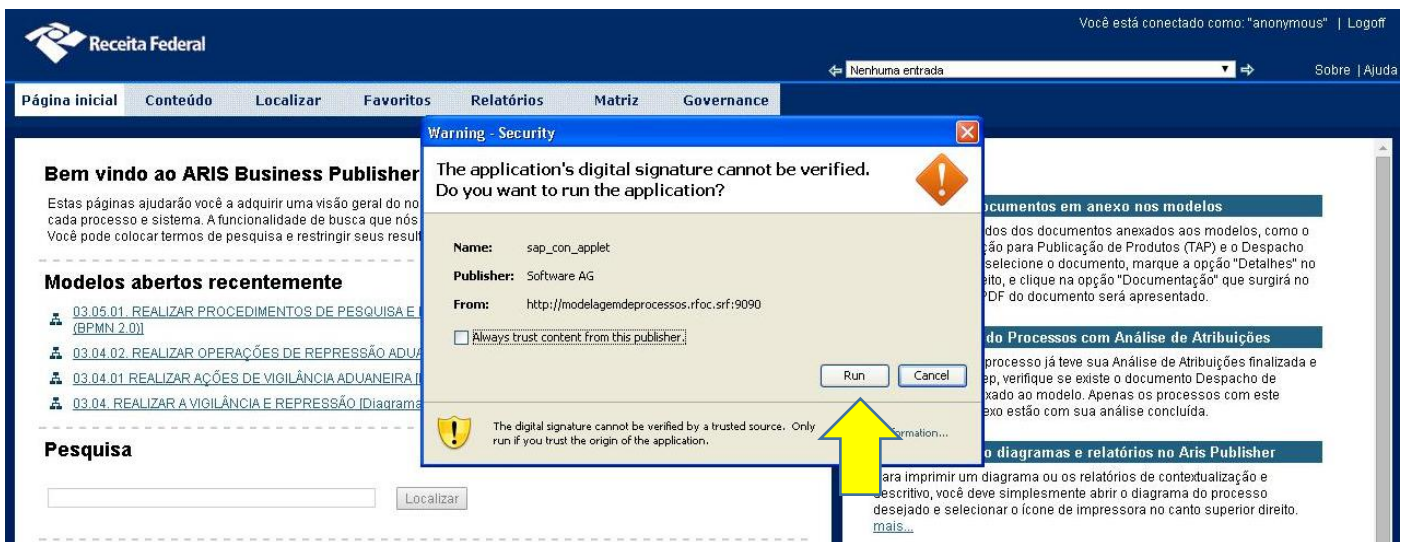 Você está conectado como: "anonymous" | Logoff
Receita Federal
Nenhuma entrada
Sobre | Ajuda
Página inicial Conteúdo Localizar Favoritos Relatórios Matriz Governance
Bem vindo ao ARIS Business Publisher
Estas páginas ajudarão você a adquirir uma visão geral do no
cada processo e sistema. A funcionalidade de busca que nós
Você pode colocar termos de pesquisa e restringir seus result
Modelos abertos recentemente
03.05.01. REALIZAR PROCEDIMENTOS DE PESQUISA E
(BPMN 2.0)]
03.04.02. REALIZAR OPERAÇÕES DE REPRESSÃO ADUA
03.04.01 REALIZAR AÇÕES DE VIGILÂNCIA ADUANEIRA [
03.04. REALIZAR A VIGILÂNCIA E REPRESSÃO [Diagrama
Pesquisa
Localizar
Warning - Security
The application's digital signature cannot be verified.
Do you want to run the application?
Name: sap_con_applet
Publisher: Software AG
From: http://modelagemdeprocessos.rfoc.srf:9090
Always trust content from this publisher.
Run Cancel
The digital signature cannot be verified by a trusted source. Only
run if you trust the origin of the application.
ormation...
ocumentos em anexo nos modelos
dos dos documentos anexados aos modelos, como o
ção para Publicação de Produtos (TAP) e o Despacho
selecione o documento, marque a opção "Detalhes" no
eito, e clique na opção "Documentação" que surgirá no
PDF do documento será apresentado.
do Processos com Análise de Atribuições
processo já teve sua Análise de Atribuições finalizada e
ep, verifique se existe o documento Despacho de
xado ao modelo. Apenas os processos com este
exo estão com sua análise concluída.
o diagramas e relatórios no Aris Publisher
Para imprimir um diagrama ou os relatórios de contextualização e
descritivo, você deve simplesmente abrir o diagrama do processo
desejado e selecionar o ícone de impressora no canto superior direito.
mais...